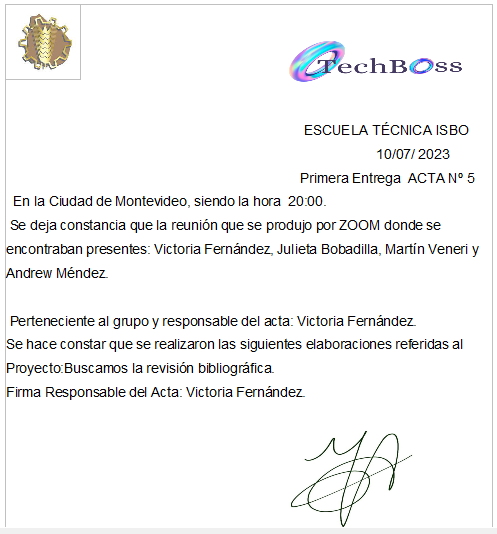 TechBOss
ESCUELA TÉCNICA ISBO
10/07/ 2023
Primera Entrega  ACTA Nº 5
En la Ciudad de Montevideo, siendo la hora  20:00.
Se deja constancia que la reunión que se produjo por ZOOM donde se
encontraban presentes: Victoria Fernández, Julieta Bobadilla, Martín Veneri y
Andrew Méndez.
Perteneciente al grupo y responsable del acta: Victoria Fernández.
Se hace constar que se realizaron las siguientes elaboraciones referidas al
Proyecto:Buscamos la revisión bibliográfica.
Firma Responsable del Acta: Victoria Fernández.